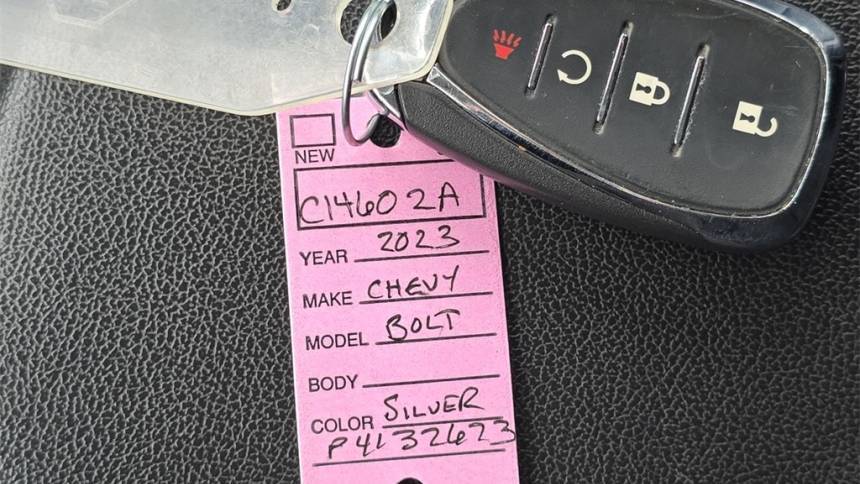 NEW
C14602A
YEAR 2023
MAKE CHEVY
MODEL BOLT
BODY
COLOR SILVER
P4132623